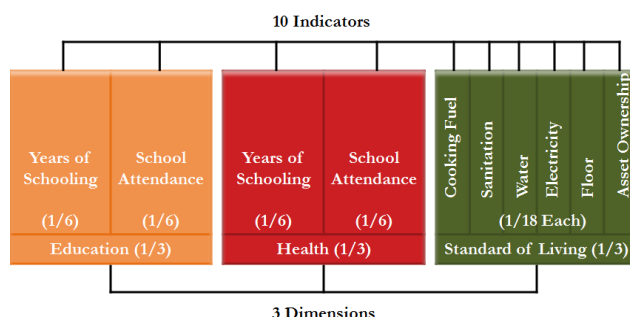 10 Indicators
Years of
Schooling
(1/6)
School
Attendance
(1/6)
Education (1/3)
Years of
Schooling
(1/6)
School
Attendance
(1/6)
Health (1/3)
Cooking Fuel
Sanitation
Water
Electricity
Floor
Asset Ownership
(1/18 Each)
Standard of Living (1/3)
3 Dimensions